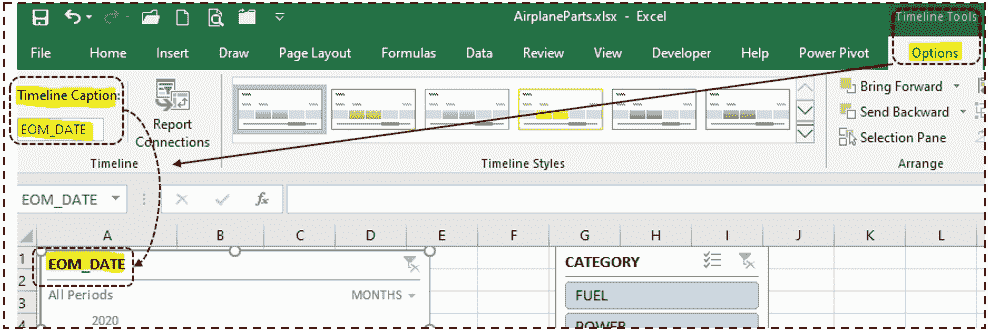 AirplaneParts.xlsx - Excel
Timeline Tools
File Home Insert Draw Page Layout Formulas Data Review View Developer Help Power Pivot Options
Timeline Caption:
EOM_DATE
Report
Connections
Bring Forward
Send Backward
Selection Pane
Timeline Timeline Styles Arrange
EOM_DATE fx
A B C D E F G H I J K L
1 EOM_DATE CATEGORY
2 All Periods MONTHS FUEL
3 2020
4 POWER